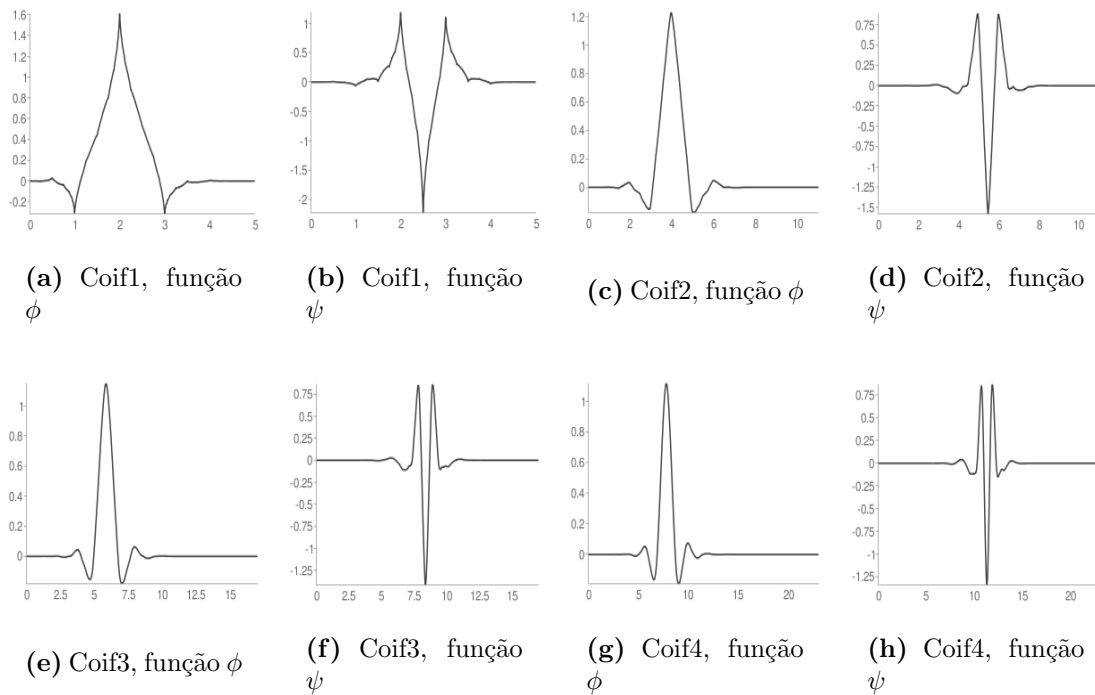 1.6
1.4
1.2
1
0.8
0.6
0.4
0.2
0
-0.2
0 1 2 3 4 5
1
0.5
0
-0.5
-1
-1.5
-2
0 1 2 3 4 5
1.2
1
0.8
0.6
0.4
0.2
0
0 2 4 6 8 10
0.75
0.5
0.25
0
-0.25
-0.5
-0.75
-1
-1.25
-1.5
0 2 4 6 8 10
(a) Coif1, função
ϕ
(b) Coif1, função
ψ
(c) Coif2, função ϕ
(d) Coif2, função
ψ
1
0.8
0.6
0.4
0.2
0
0 2.5 5 7.5 10 12.5 15
0.75
0.5
0.25
0
-0.25
-0.5
-0.75
-1
-1.25
0 2.5 5 7.5 10 12.5 15
1
0.8
0.6
0.4
0.2
0
0 5 10 15 20
0.75
0.5
0.25
0
-0.25
-0.5
-0.75
-1
-1.25
0 5 10 15 20
(e) Coif3, função ϕ
(f) Coif3, função
ψ
(g) Coif4, função
ϕ
(h) Coif4, função
ψ